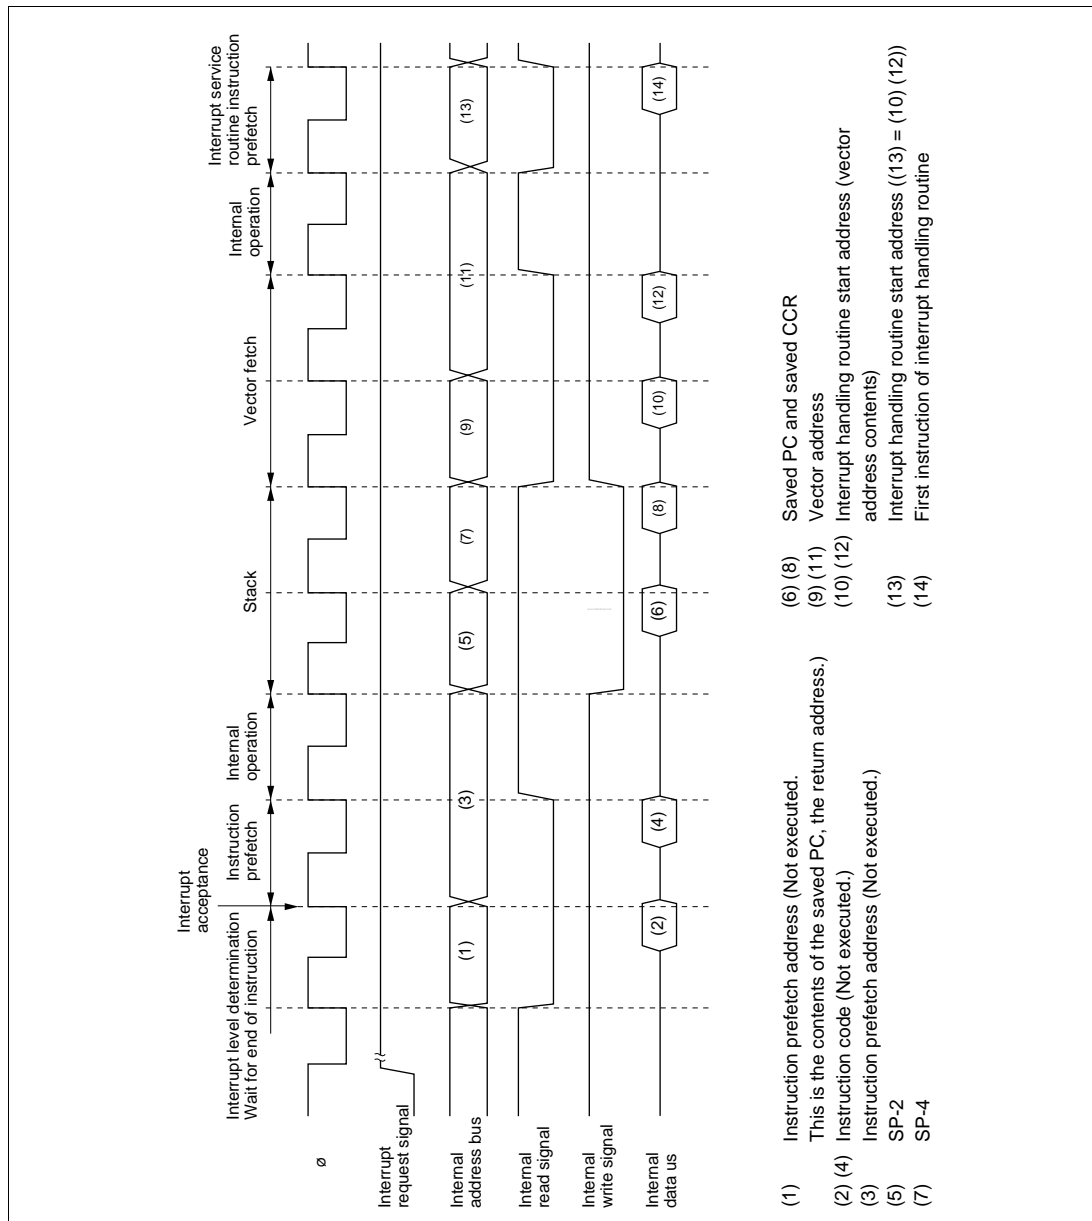 Interrupt
acceptance
Interrupt level determination
Wait for end of instruction
Instruction
prefetch
Internal
operation
Stack
Vector fetch
Internal
operation
Interrupt service
routine instruction
prefetch
ø
Interrupt
request signal
Internal
address bus
(1)
(3)
(5)
(7)
(9)
(11)
(13)
Internal
read signal
Internal
write signal
Internal
data us
(2)
(4)
(6)
(8)
(10)
(12)
(14)
(1) Instruction prefetch address (Not executed.
This is the contents of the saved PC, the return address.)
(2) (4) Instruction code (Not executed.)
(3) Instruction prefetch address (Not executed.)
(5) SP-2
(7) SP-4
(6) (8) Saved PC and saved CCR
(9) (11) Vector address
(10) (12) Interrupt handling routine start address (vector
address contents)
(13) Interrupt handling routine start address ((13) = (10) (12))
(14) First instruction of interrupt handling routine